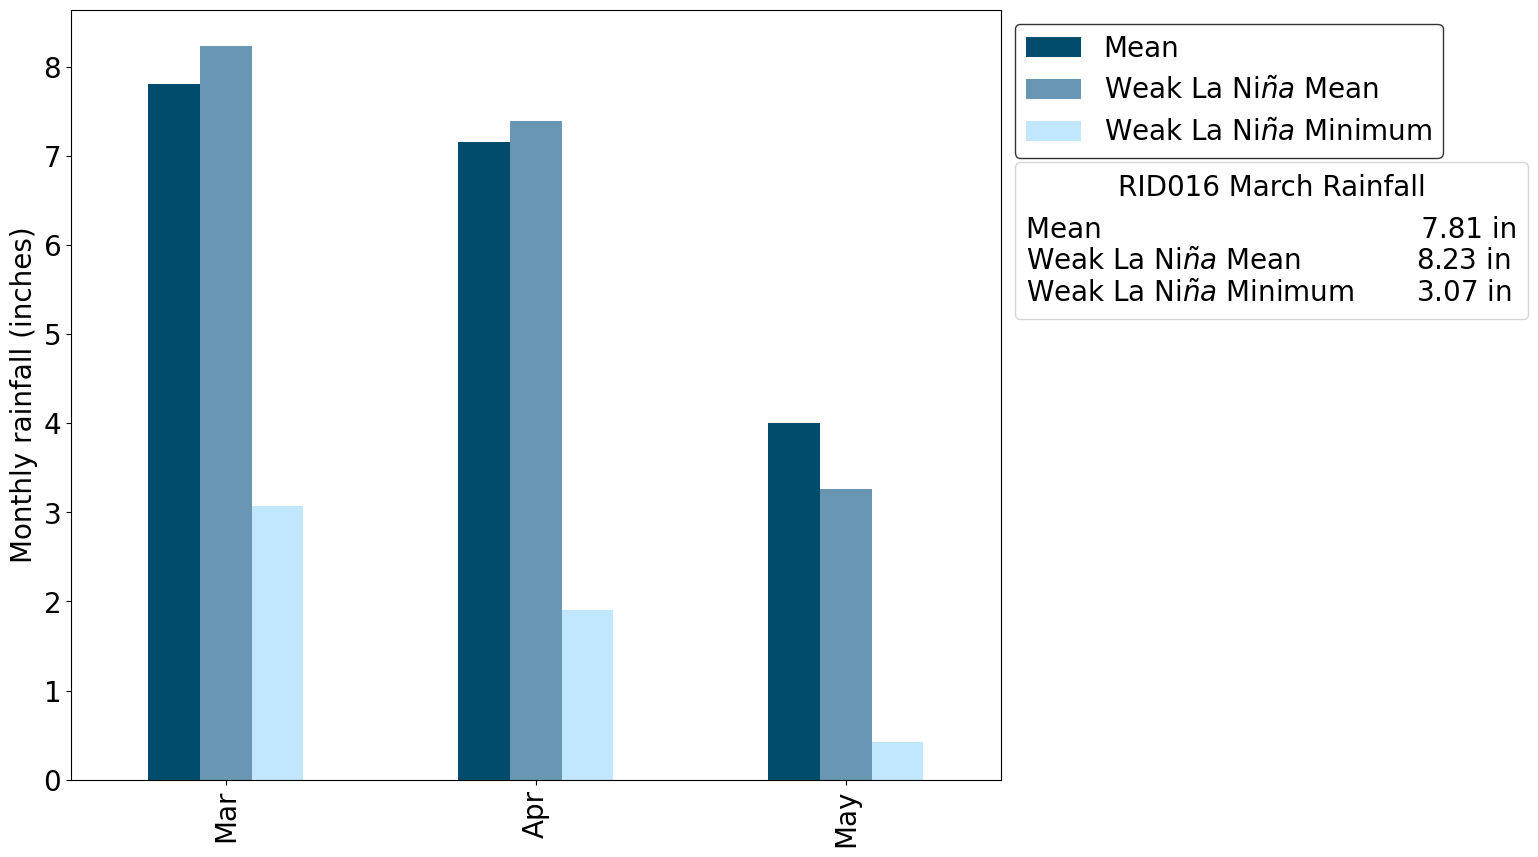 Monthly rainfall (inches)
8
7
6
5
4
3
2
1
0
Mar
Apr
May
Mean
Weak La Niña Mean
Weak La Niña Minimum
RID016 March Rainfall
Mean 7.81 in
Weak La Niña Mean 8.23 in
Weak La Niña Minimum 3.07 in